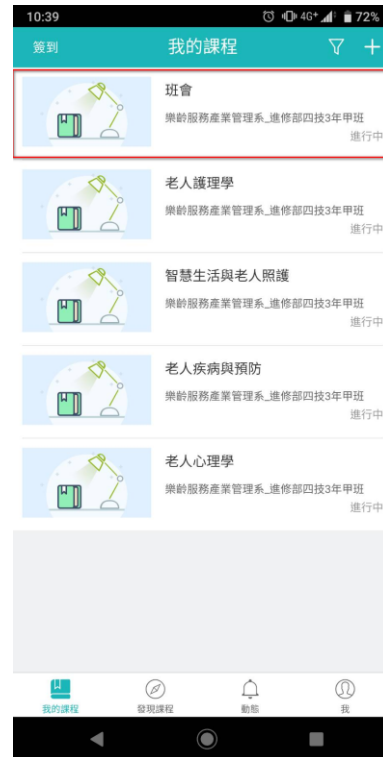 10:39
4G+
72%
簽到
我的課程
班會
樂齡服務產業管理系_進修部四技3年甲班
進行中
老人護理學
樂齡服務產業管理系_進修部四技3年甲班
進行中
智慧生活與老人照護
樂齡服務產業管理系_進修部四技3年甲班
進行中
老人疾病與預防
樂齡服務產業管理系_進修部四技3年甲班
進行中
老人心理學
樂齡服務產業管理系_進修部四技3年甲班
進行中
我的課程
發現課程
動態
我